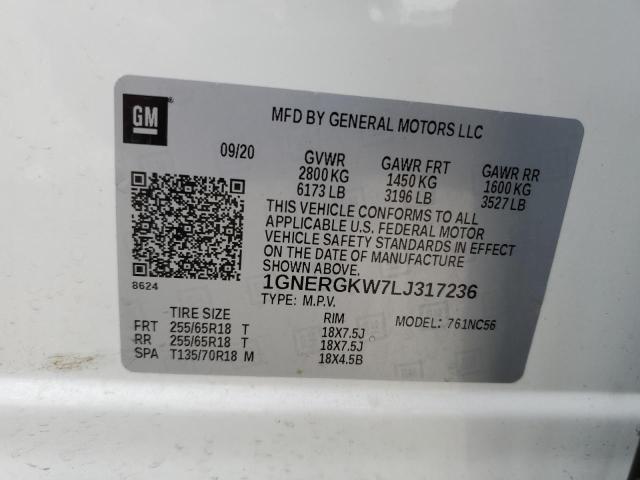 GM
MFD BY GENERAL MOTORS LLC
09/20 GVWR GAWR FRT GAWR RR
2800 KG 1450 KG 1600 KG
6173 LB 3196 LB 3527 LB
THIS VEHICLE CONFORMS TO ALL
APPLICABLE U.S. FEDERAL MOTOR
VEHICLE SAFETY STANDARDS IN EFFECT
ON THE DATE OF MANUFACTURE
SHOWN ABOVE.
8624
1GNERGKW7LJ317236
TYPE: M.P.V.
TIRE SIZE RIM MODEL: 761NC56
FRT 255/65R18 T 18X7.5J
RR 255/65R18 T 18X7.5J
SPA T135/70R18 M 18X4.5B